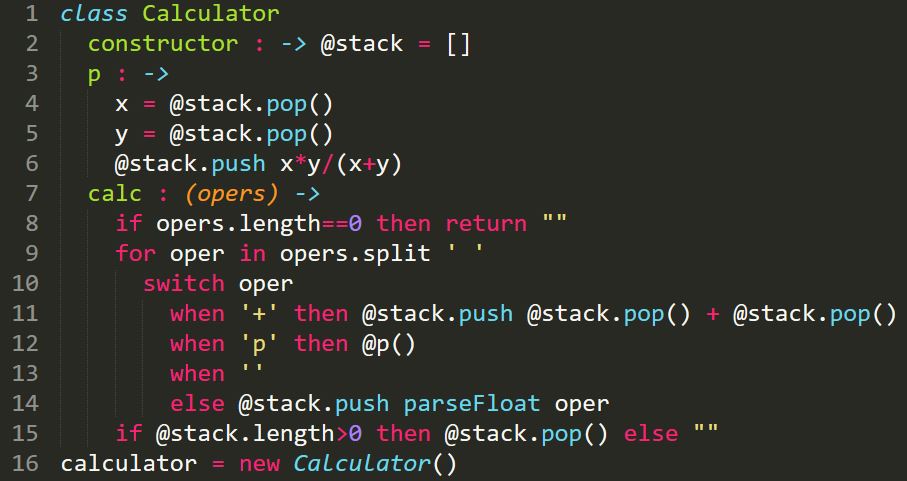 1 class Calculator
2   constructor : -> @stack = []
3   p : ->
4     x = @stack.pop()
5     y = @stack.pop()
6     @stack.push x*y/(x+y)
7   calc : (opers) ->
8     if opers.length==0 then return ""
9     for oper in opers.split ' '
10       switch oper
11         when '+' then @stack.push @stack.pop() + @stack.pop()
12         when 'p' then @p()
13         when ''
14         else @stack.push parseFloat oper
15     if @stack.length>0 then @stack.pop() else ""
16 calculator = new Calculator()